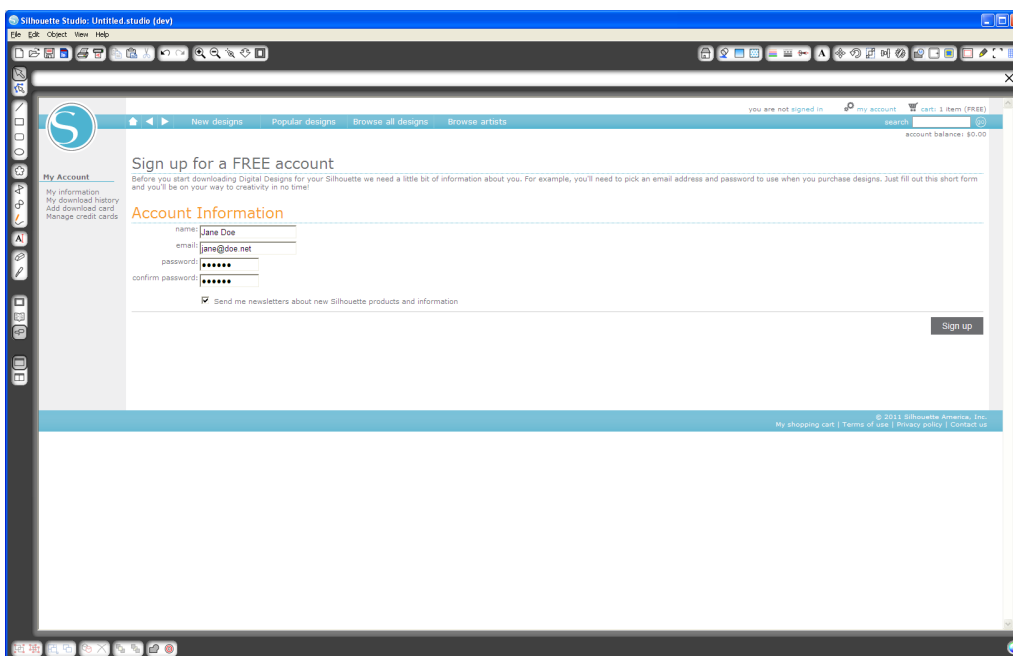 Silhouette Studio: Untitled.studio (dev)
File Edit Object View Help
A
you are not signed in my account cart: 1 item (FREE)
S
New designs Popular designs Browse all designs Browse artists search go
account balance: $0.00
Sign up for a FREE account
Before you start downloading Digital Designs for your Silhouette we need a little bit of information about you. For example, you'll need to pick an email address and password to use when you purchase designs. Just fill out this short form
and you'll be on your way to creativity in no time!
My Account
My information
My download history
Add download card
Manage credit cards
Account Information
name: Jane Doe
email: jane@doe.net
password: ••••••
confirm password: ••••••
Send me newsletters about new Silhouette products and information
Sign up
A
© 2011 Silhouette America, Inc.
My shopping cart | Terms of use | Privacy policy | Contact us